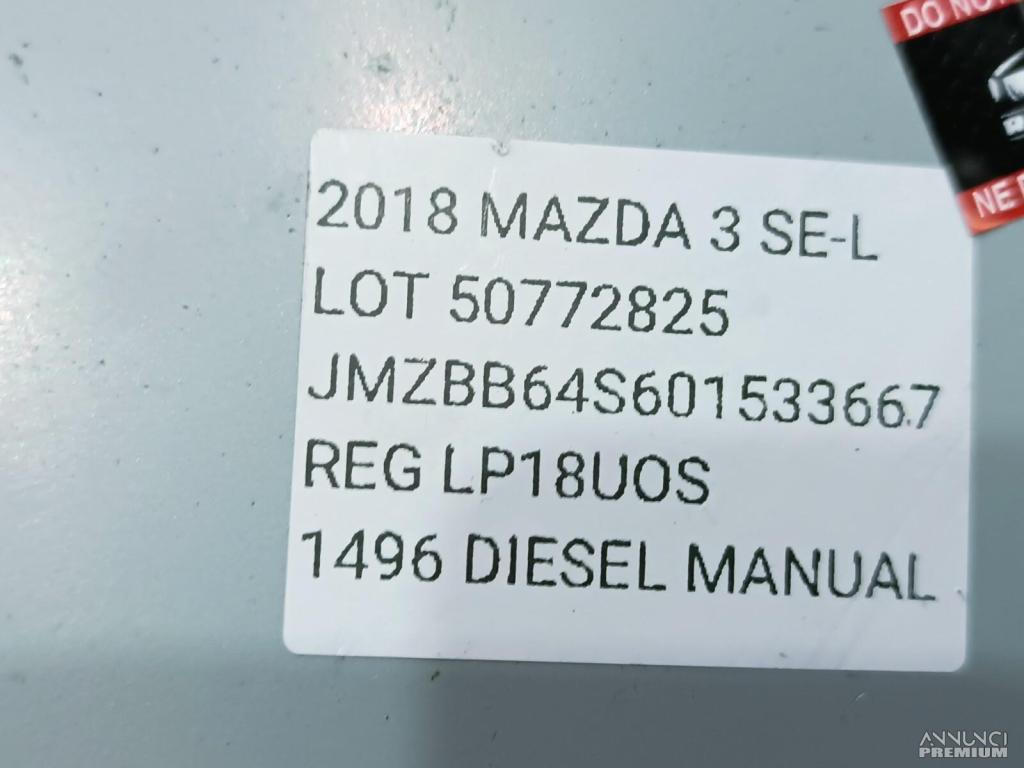 DO NO
NE
2018 MAZDA 3 SE-L
LOT 50772825
JMZBB64S601533667
REG LP18UOS
1496 DIESEL MANUAL
ANNUNCI
PREMIUM